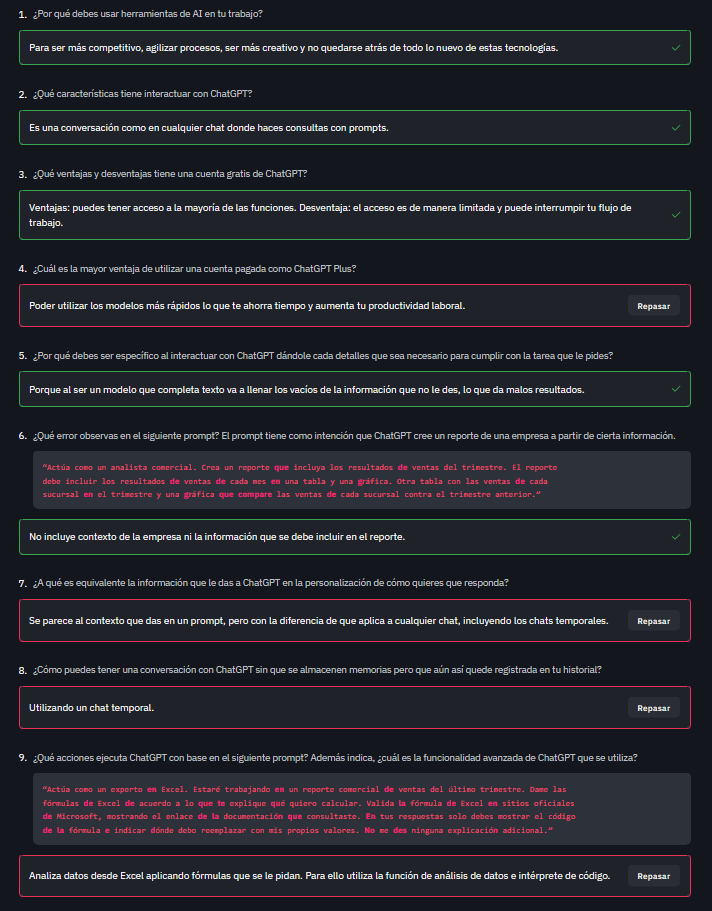 1. ¿Por qué debes usar herramientas de AI en tu trabajo?
Para ser más competitivo, agilizar procesos, ser más creativo y no quedarse atrás de todo lo nuevo de estas tecnologías.
2. ¿Qué características tiene interactuar con ChatGPT?
Es una conversación como en cualquier chat donde haces consultas con prompts.
3. ¿Qué ventajas y desventajas tiene una cuenta gratis de ChatGPT?
Ventajas: puedes tener acceso a la mayoría de las funciones. Desventaja: el acceso es de manera limitada y puede interrumpir tu flujo de
trabajo.
4. ¿Cuál es la mayor ventaja de utilizar una cuenta pagada como ChatGPT Plus?
Poder utilizar los modelos más rápidos lo que te ahorra tiempo y aumenta tu productividad laboral.
Repasar
5. ¿Por qué debes ser específico al interactuar con ChatGPT dándole cada detalles que sea necesario para cumplir con la tarea que le pides?
Porque al ser un modelo que completa texto va a llenar los vacíos de la información que no le des, lo que da malos resultados.
6. ¿Qué error observas en el siguiente prompt? El prompt tiene como intención que ChatGPT cree un reporte de una empresa a partir de cierta información.
“Actúa como un analista comercial. Crea un reporte que incluya los resultados de ventas del trimestre. El reporte
debe incluir los resultados de ventas de cada mes en una tabla y una gráfica. Otra tabla con las ventas de cada
sucursal en el trimestre y una gráfica que compare las ventas de cada sucursal contra el trimestre anterior.”
No incluye contexto de la empresa ni la información que se debe incluir en el reporte.
7. ¿A qué es equivalente la información que le das a ChatGPT en la personalización de cómo quieres que responda?
Se parece al contexto que das en un prompt, pero con la diferencia de que aplica a cualquier chat, incluyendo los chats temporales.
Repasar
8. ¿Cómo puedes tener una conversación con ChatGPT sin que se almacenen memorias pero que aún así quede registrada en tu historial?
Utilizando un chat temporal.
Repasar
9. ¿Qué acciones ejecuta ChatGPT con base en el siguiente prompt? Además indica, ¿cuál es la funcionalidad avanzada de ChatGPT que se utiliza?
“Actúa como un experto en Excel. Estaré trabajando en un reporte comercial de ventas del último trimestre. Dame las
fórmulas de Excel de acuerdo a lo que te explique qué quiero calcular. Valida la fórmula de Excel en sitios oficiales
de Microsoft, mostrando el enlace de la documentación que consultaste. En tus respuestas solo debes mostrar el código
de la fórmula e indicar dónde debo reemplazar con mis propios valores. No me des ninguna explicación adicional.”
Analiza datos desde Excel aplicando fórmulas que se le pidan. Para ello utiliza la función de análisis de datos e intérprete de código.
Repasar